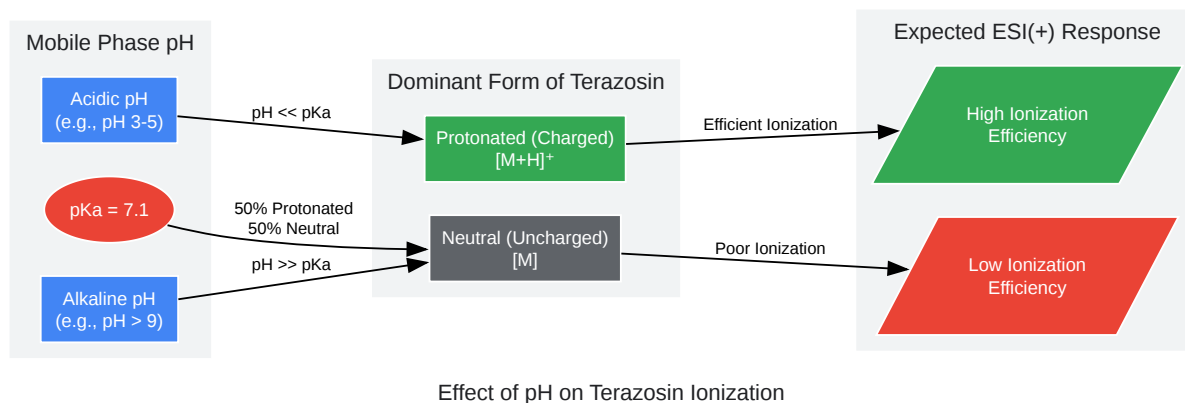 Mobile Phase pH
Acidic pH
(e.g., pH 3-5)
pKa = 7.1
Alkaline pH
(e.g., pH > 9)
pH << pKa
50% Protonated
50% Neutral
pH >> pKa
Dominant Form of Terazosin
Protonated (Charged)
[M+H]⁺
Neutral (Uncharged)
[M]
Efficient Ionization
Poor Ionization
Expected ESI(+) Response
High Ionization
Efficiency
Low Ionization
Efficiency
Effect of pH on Terazosin Ionization